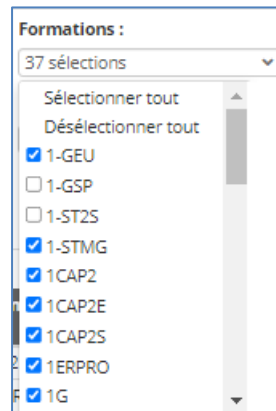 Formations :
37 sélections
Sélectionner tout
Désélectionner tout
1-GEU
1-GSP
1-ST2S
1-STMG
1CAP2
1CAP2E
1CAP2S
1ERPRO
1G